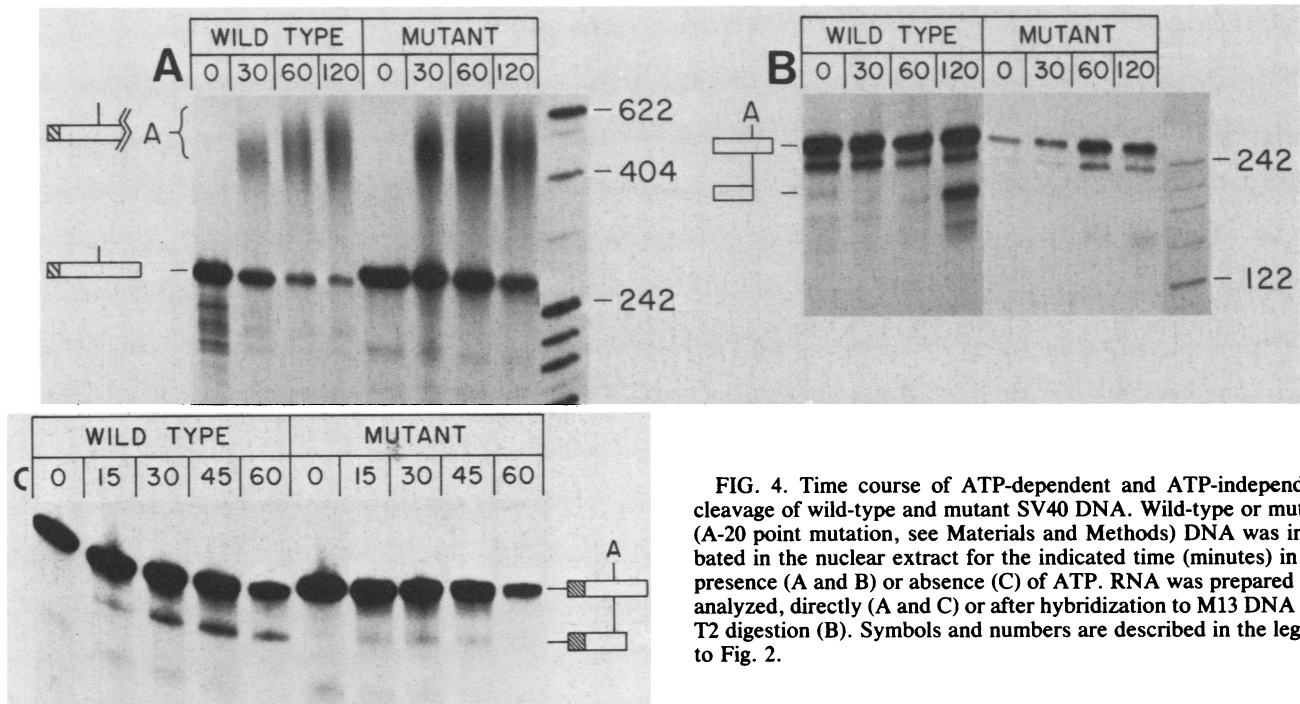 WILD TYPE MUTANT
A 0 30 60 120 0 30 60 120
A
622
404
242
WILD TYPE MUTANT
B 0 30 60 120 0 30 60 120
A
242
122
WILD TYPE MUTANT
C 0 15 30 45 60 0 15 30 45 60
A
FIG. 4. Time course of ATP-dependent and ATP-independ
cleavage of wild-type and mutant SV40 DNA. Wild-type or mut
(A-20 point mutation, see Materials and Methods) DNA was in
bated in the nuclear extract for the indicated time (minutes) in
presence (A and B) or absence (C) of ATP. RNA was prepared
analyzed, directly (A and C) or after hybridization to M13 DNA
T2 digestion (B). Symbols and numbers are described in the leg
to Fig. 2.